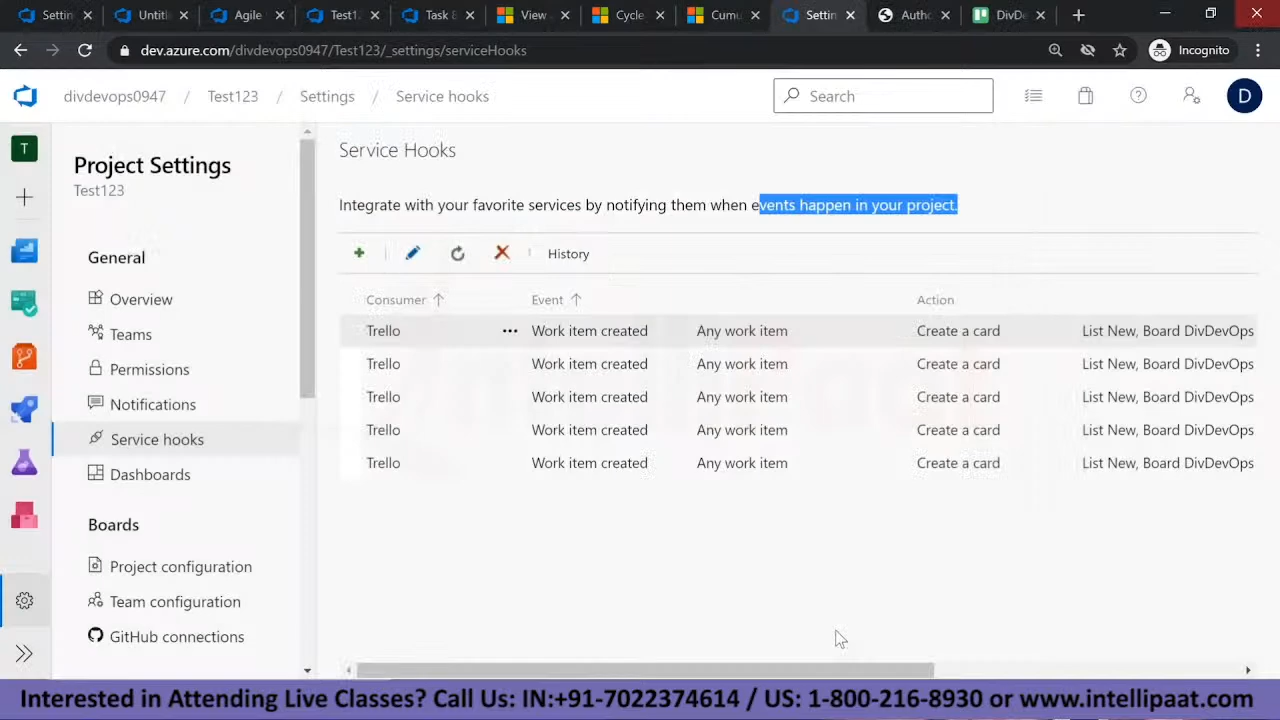 Settin
Untitl
Agile
Test1
Task B
View
Cycle
Cumu
Settin
Autho
DivDe
dev.azure.com/divdevops0947/Test123/_settings/serviceHooks
Incognito
divdevops0947 / Test123 / Settings / Service hooks
Search
D
T
Project Settings
Test123
General
Overview
Teams
Permissions
Notifications
Service hooks
Dashboards
Boards
Project configuration
Team configuration
GitHub connections
Service Hooks
Integrate with your favorite services by notifying them when events happen in your project.
History
Consumer Event Action
Trello Work item created Any work item Create a card List New, Board DivDevOps
Trello Work item created Any work item Create a card List New, Board DivDevOps
Trello Work item created Any work item Create a card List New, Board DivDevOps
Trello Work item created Any work item Create a card List New, Board DivDevOps
Trello Work item created Any work item Create a card List New, Board DivDevOps
Interested in Attending Live Classes? Call Us: IN:+91-7022374614 / US: 1-800-216-8930 or www.intellipaat.com